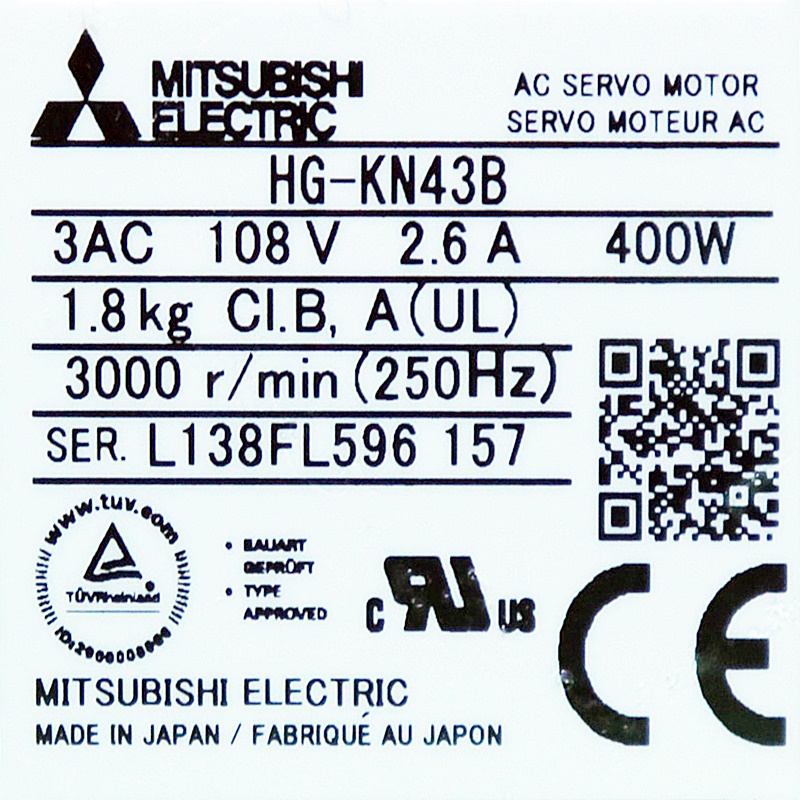 MITSUBISHI
ELECTRIC
AC SERVO MOTOR
SERVO MOTEUR AC
HG-KN43B
3AC 108 V 2.6 A 400W
1.8kg Cl.B, A(UL)
3000 r/min (250Hz)
SER. L138FL596 157
www.tuv.com
TÜVRheinland
• BAUART
GEPRÜFT
• TYPE
APPROVED
C RU US
CE
MITSUBISHI ELECTRIC
MADE IN JAPAN / FABRIQUÉ AU JAPON